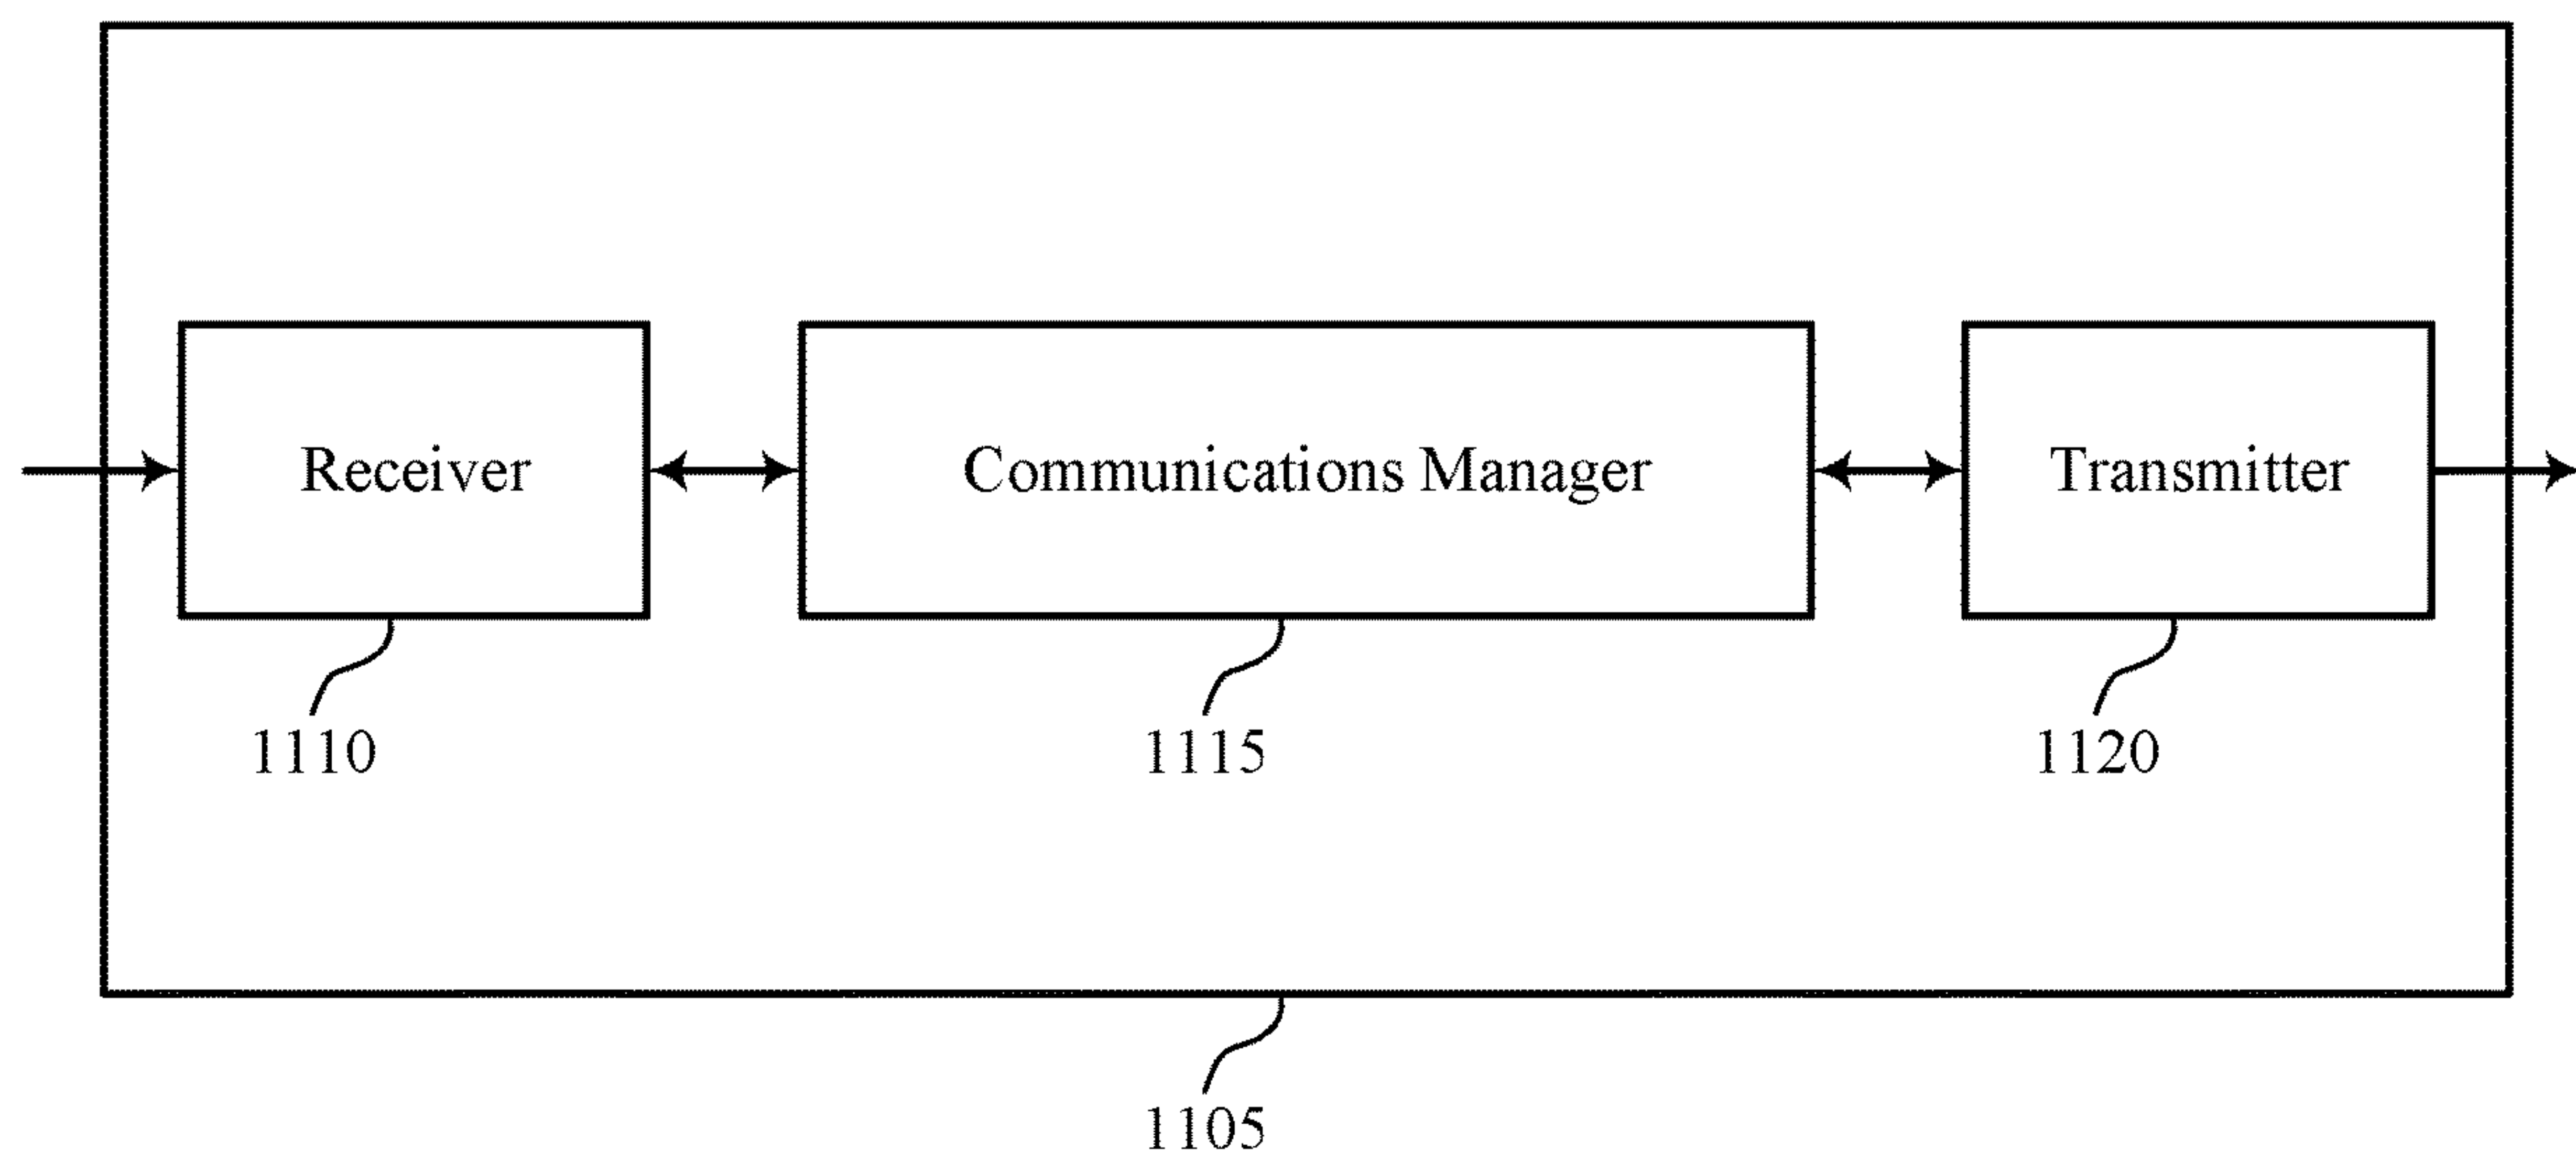 Receiver
Communications Manager
Transmitter
1110
1115
1120
1105